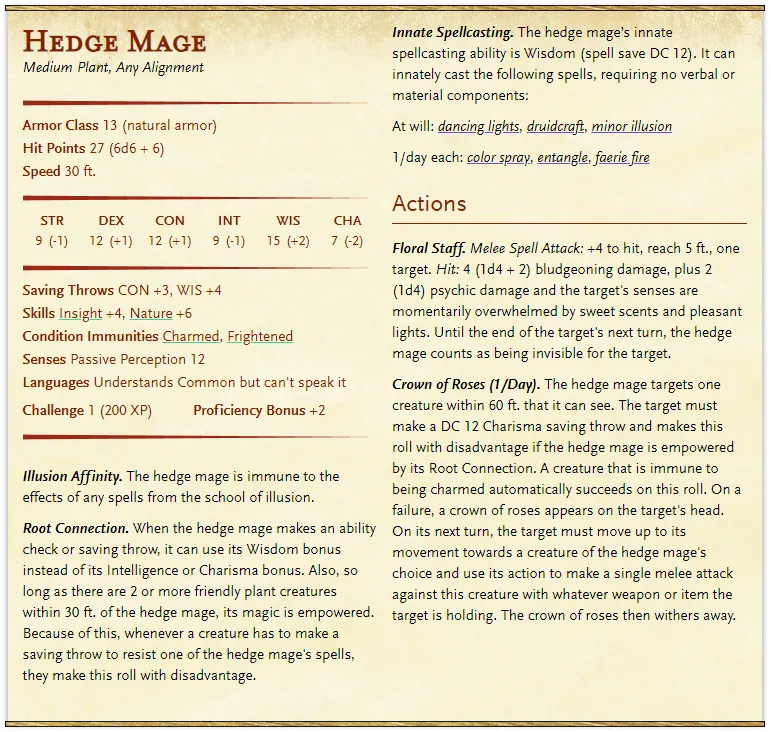 Hedge Mage
Medium Plant, Any Alignment
Armor Class 13 (natural armor)
Hit Points 27 (6d6 + 6)
Speed 30 ft.
STR DEX CON INT WIS CHA
9 (-1) 12 (+1) 12 (+1) 9 (-1) 15 (+2) 7 (-2)
Saving Throws CON +3, WIS +4
Skills Insight +4, Nature +6
Condition Immunities Charmed, Frightened
Senses Passive Perception 12
Languages Understands Common but can't speak it
Challenge 1 (200 XP) Proficiency Bonus +2
Illusion Affinity. The hedge mage is immune to the
effects of any spells from the school of illusion.
Root Connection. When the hedge mage makes an ability
check or saving throw, it can use its Wisdom bonus
instead of its Intelligence or Charisma bonus. Also, so
long as there are 2 or more friendly plant creatures
within 30 ft. of the hedge mage, its magic is empowered.
Because of this, whenever a creature has to make a
saving throw to resist one of the hedge mage's spells,
they make this roll with disadvantage.
Innate Spellcasting. The hedge mage's innate
spellcasting ability is Wisdom (spell save DC 12). It can
innately cast the following spells, requiring no verbal or
material components:
At will: dancing lights, druidcraft, minor illusion
1/day each: color spray, entangle, faerie fire
Actions
Floral Staff. Melee Spell Attack: +4 to hit, reach 5 ft., one
target. Hit: 4 (1d4 + 2) bludgeoning damage, plus 2
(1d4) psychic damage and the target's senses are
momentarily overwhelmed by sweet scents and pleasant
lights. Until the end of the target's next turn, the hedge
mage counts as being invisible for the target.
Crown of Roses (1/Day). The hedge mage targets one
creature within 60 ft. that it can see. The target must
make a DC 12 Charisma saving throw and makes this
roll with disadvantage if the hedge mage is empowered
by its Root Connection. A creature that is immune to
being charmed automatically succeeds on this roll. On a
failure, a crown of roses appears on the target's head.
On its next turn, the target must move up to its
movement towards a creature of the hedge mage's
choice and use its action to make a single melee attack
against this creature with whatever weapon or item the
target is holding. The crown of roses then withers away.